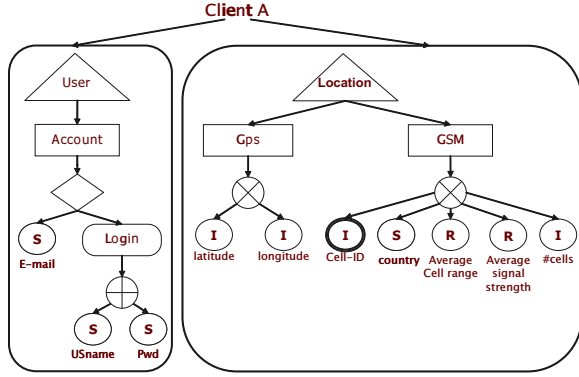 Client A
User
Location
Account
Gps
GSM
S
E-mail
Login
I
latitude
I
longitude
I
Cell-ID
S
country
R
Average
Cell range
R
Average
signal
strength
I
#cells
S
USname
S
Pwd